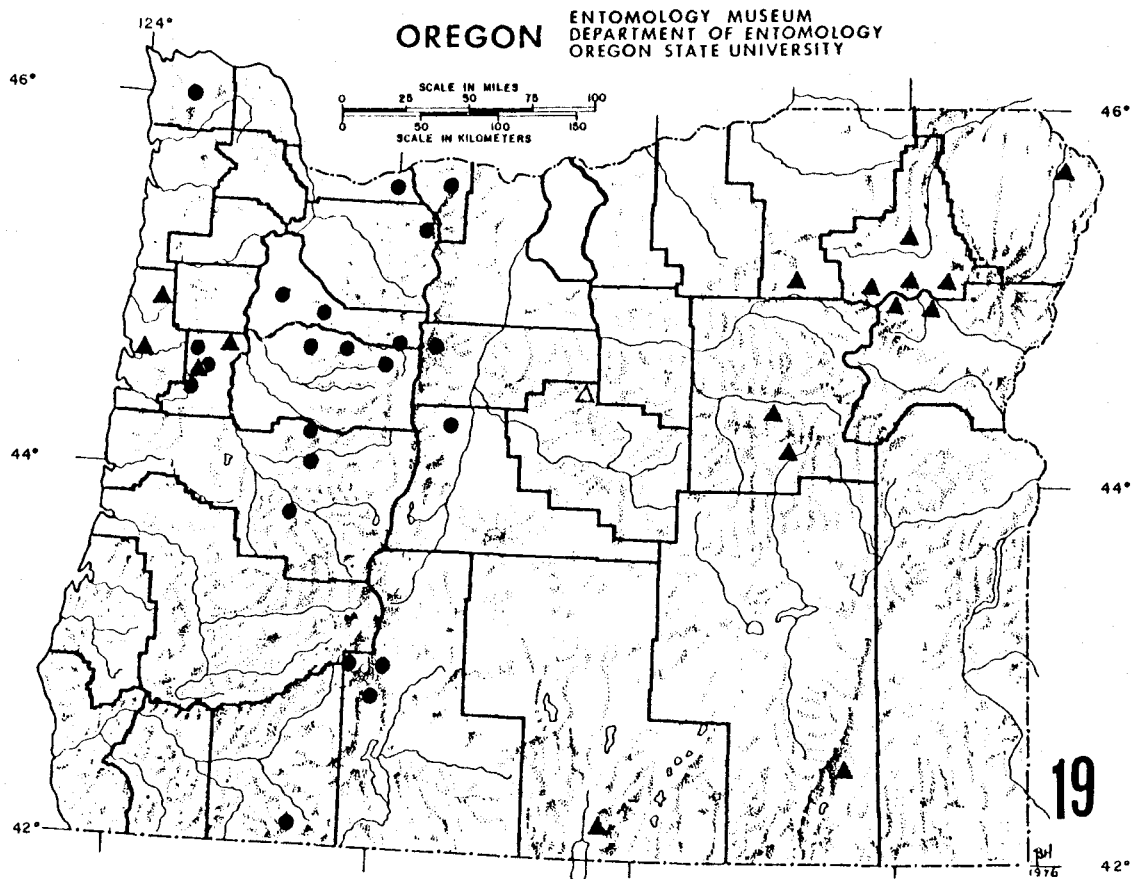 124°
OREGON
ENTOMOLOGY MUSEUM
DEPARTMENT OF ENTOMOLOGY
OREGON STATE UNIVERSITY
46°
SCALE IN MILES
0 25 50 75 100
0 50 100 150
SCALE IN KILOMETERS
46°
44°
44°
19
42°
BH
1976
42°